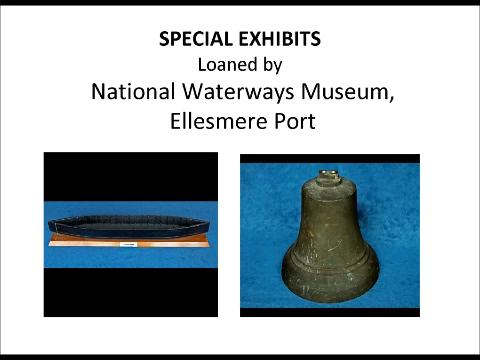 SPECIAL EXHIBITS
Loaned by
National Waterways Museum,
Ellesmere Port